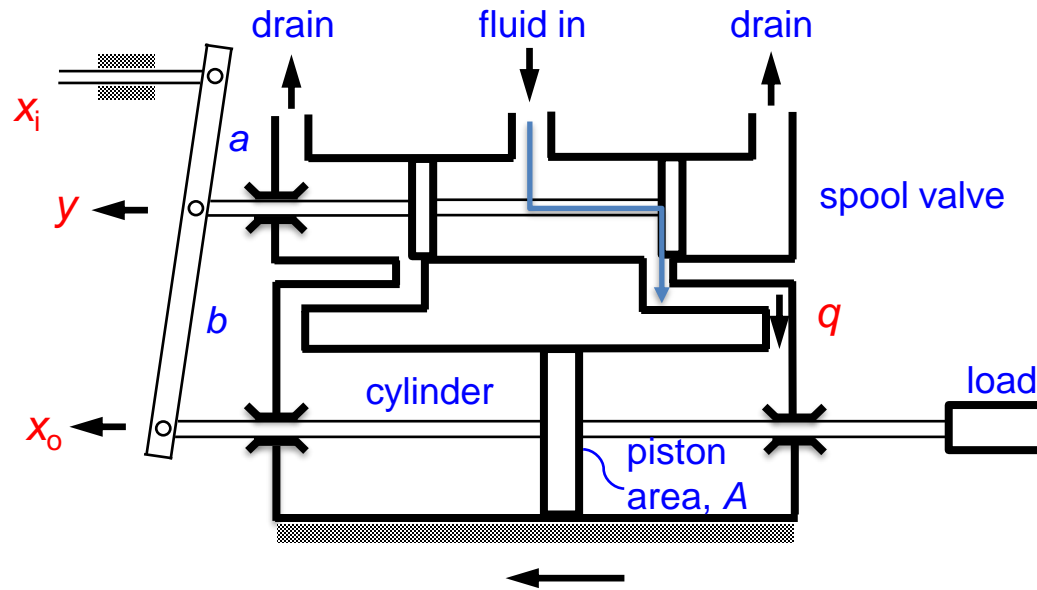 drain
fluid in
drain
xi
a
y
spool valve
b
q
cylinder
load
xo
piston
area, A